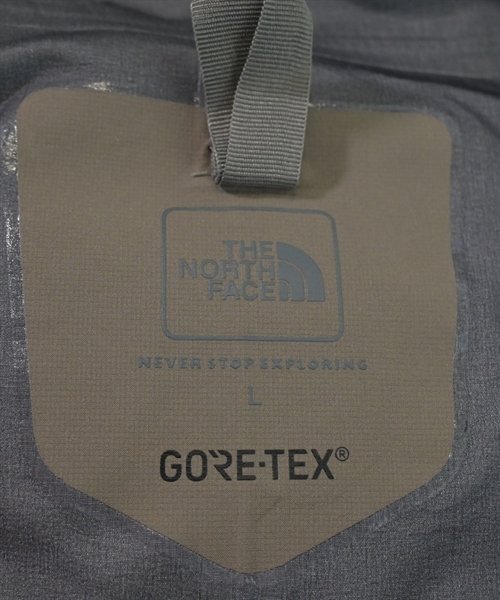 THE
NORTH
FACE
NEVER STOP EXPLORING
L
GORE-TEX®